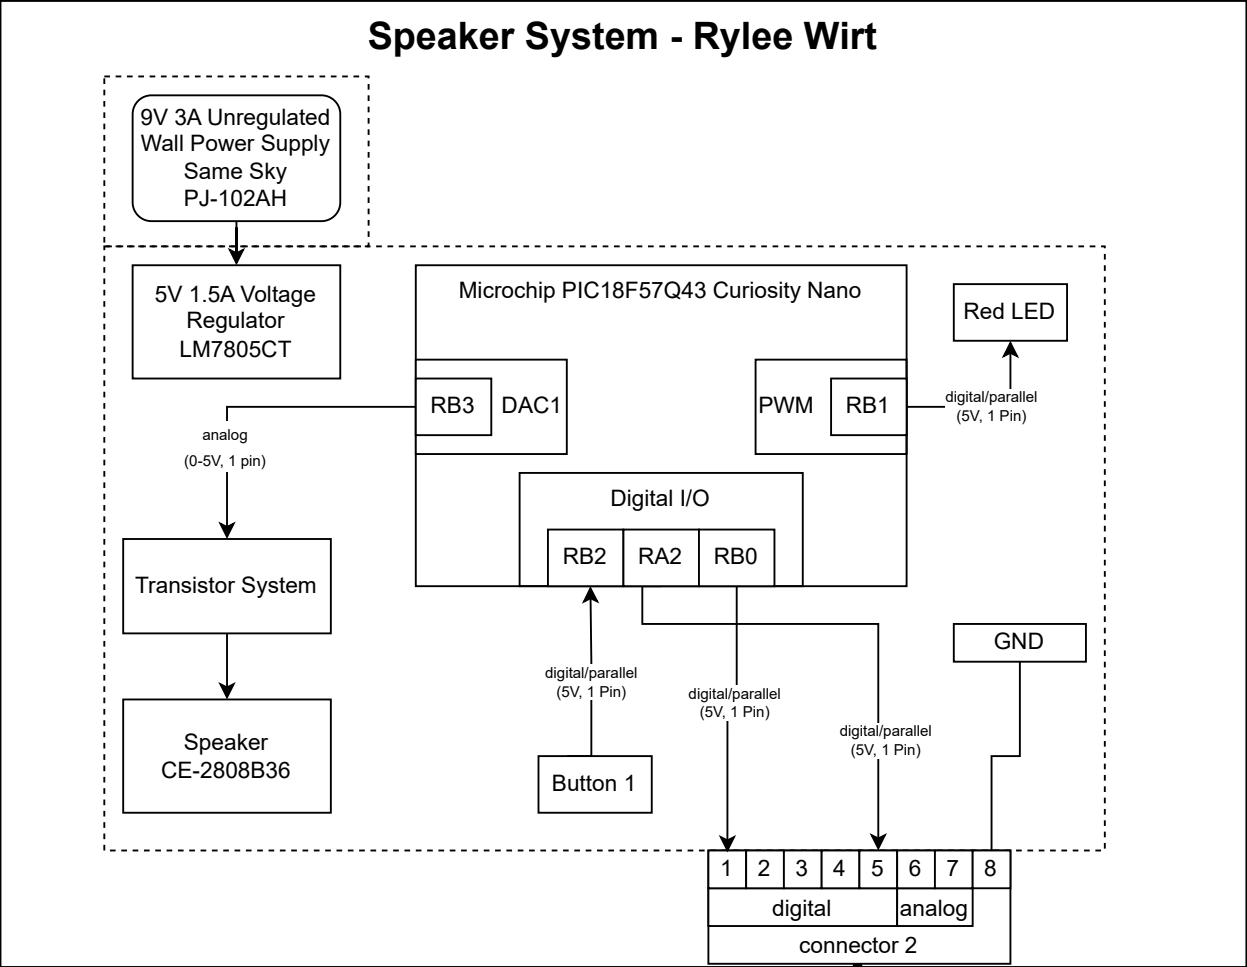 Speaker System - Rylee Wirt
9V 3A Unregulated
Wall Power Supply
Same Sky
PJ-102AH
5V 1.5A Voltage
Regulator
LM7805CT
Microchip PIC18F57Q43 Curiosity Nano
Red LED
RB3
DAC1
PWM
RB1
digital/parallel
(5V, 1 Pin)
analog
(0-5V, 1 pin)
Digital I/O
RB2
RA2
RB0
Transistor System
GND
digital/parallel
(5V, 1 Pin)
digital/parallel
(5V, 1 Pin)
digital/parallel
(5V, 1 Pin)
Speaker
CE-2808B36
Button 1
1 2 3 4 5 6 7 8
digital
analog
connector 2